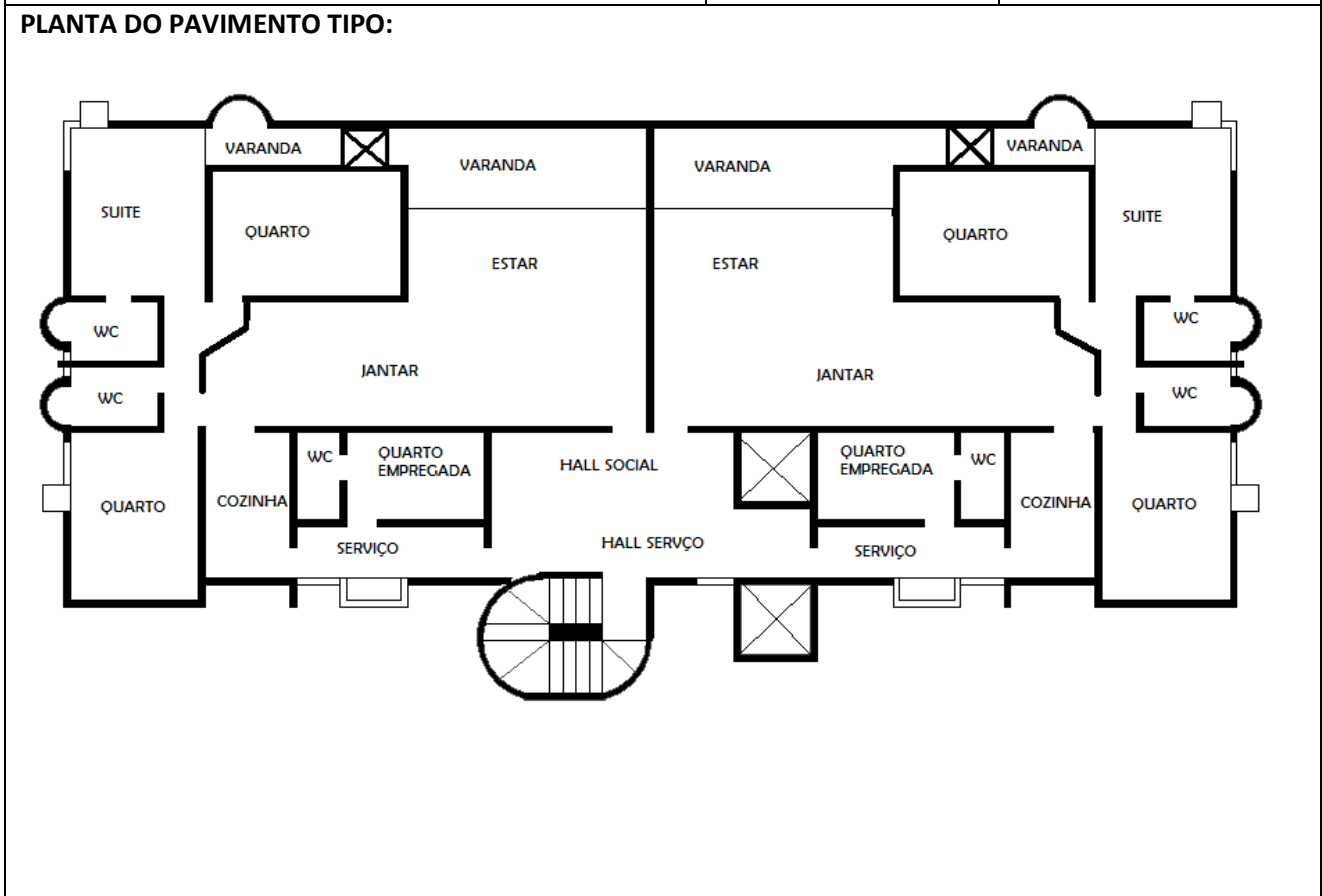 PLANTA DO PAVIMENTO TIPO:
VARANDA
VARANDA
VARANDA
VARANDA
SUITE
QUARTO
ESTAR
ESTAR
QUARTO
SUITE
WC
WC
JANTAR
JANTAR
WC
WC
WC
QUARTO
EMPREGADA
HALL SOCIAL
QUARTO
EMPREGADA
WC
QUARTO
COZINHA
COZINHA
QUARTO
SERVIÇO
HALL SERVÇO
SERVIÇO